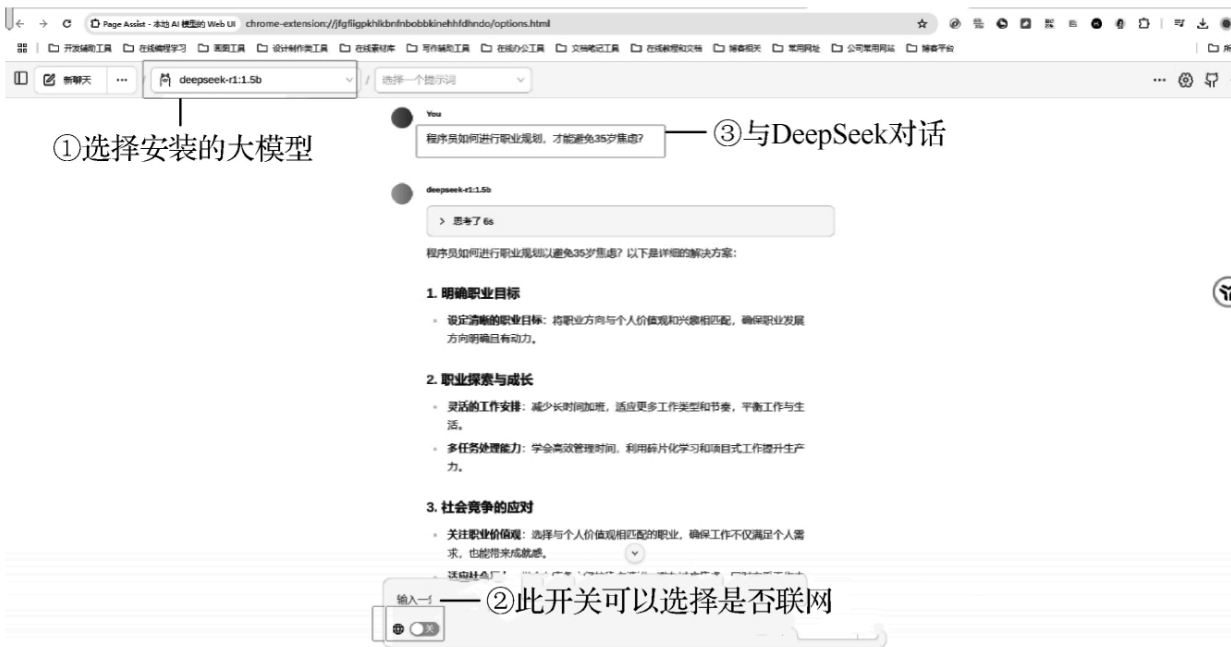 Page Assist - 本地 AI 模型的 Web UI chrome-extension://jfgfiigpkhlkbnfnbobbkinehhfdhndo/options.html
开发辅助工具 在线编程学习 画图工具 设计制作类工具 在线素材库 写作辅助工具 在线办公工具 文档笔记工具 在线教程和文档 博客相关 常用网址 公司常用网站 博客平台
新聊天 ... / deepseek-r1:1.5b / 选择一个提示词
①选择安装的大模型
You
程序员如何进行职业规划，才能避免35岁焦虑？
③与DeepSeek对话
deepseek-r1:1.5b
思考了 6s
程序员如何进行职业规划以避免35岁焦虑？以下是详细的解决方案：
1. 明确职业目标
设定清晰的职业目标：将职业方向与个人价值观和兴趣相匹配，确保职业发展
方向明确且有动力。
2. 职业探索与成长
灵活的工作安排：减少长时间加班，适应更多工作类型和节奏，平衡工作与生
活。
多任务处理能力：学会高效管理时间，利用碎片化学习和项目式工作提升生产
力。
3. 社会竞争的应对
关注职业价值观：选择与个人价值观相匹配的职业，确保工作不仅满足个人需
求，也能带来成就感。
输入一
②此开关可以选择是否联网
关